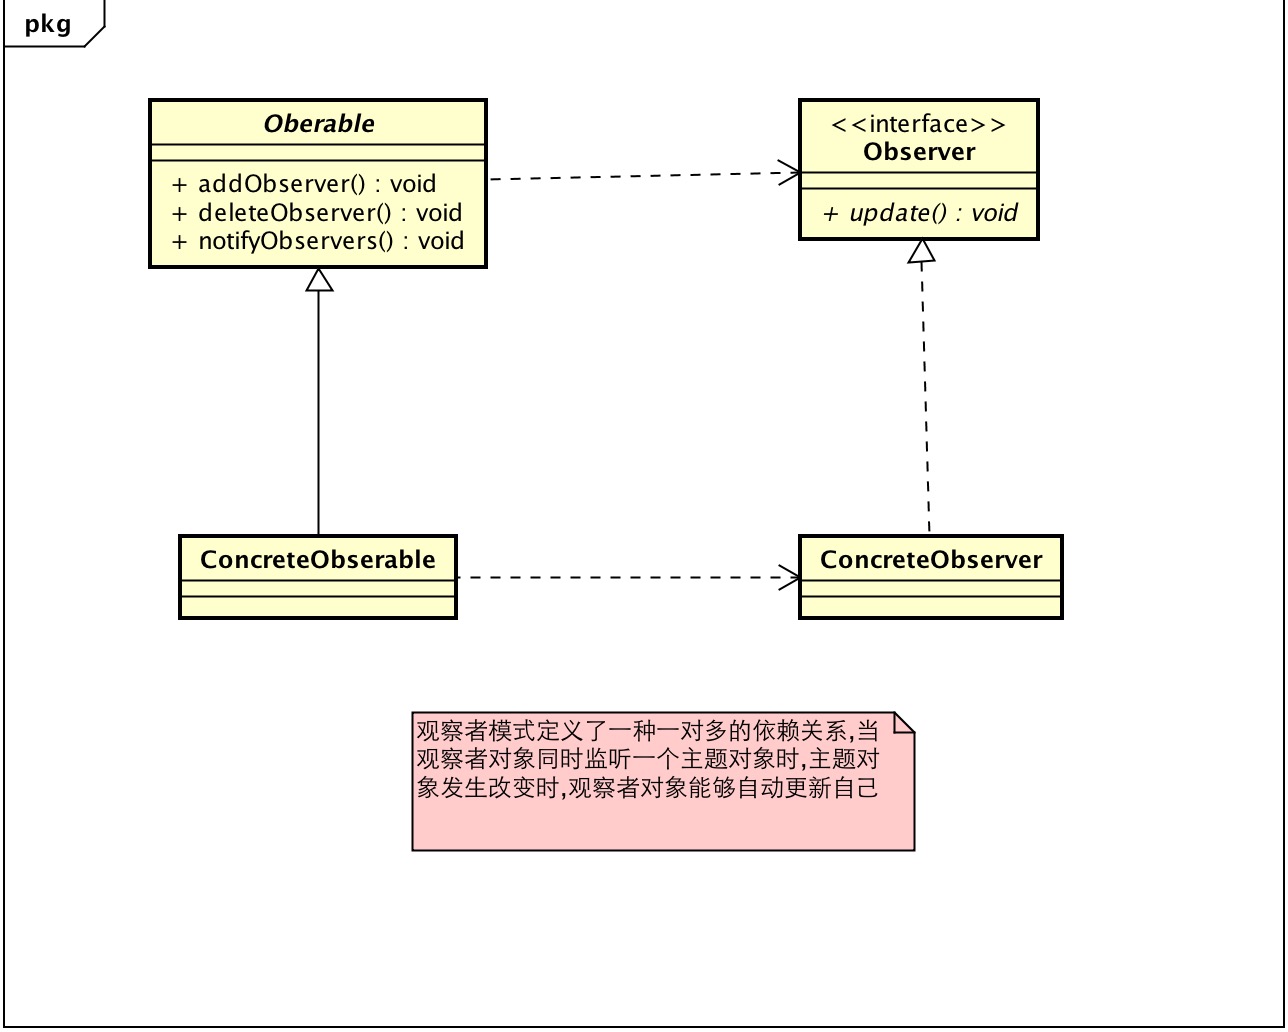 pkg
Oberable
+ addObserver() : void
+ deleteObserver() : void
+ notifyObservers() : void
<<interface>>
Observer
+ update() : void
ConcreteObserable
ConcreteObserver
观察者模式定义了一种一对多的依赖关系,当
观察者对象同时监听一个主题对象时,主题对
象发生改变时,观察者对象能够自动更新自己